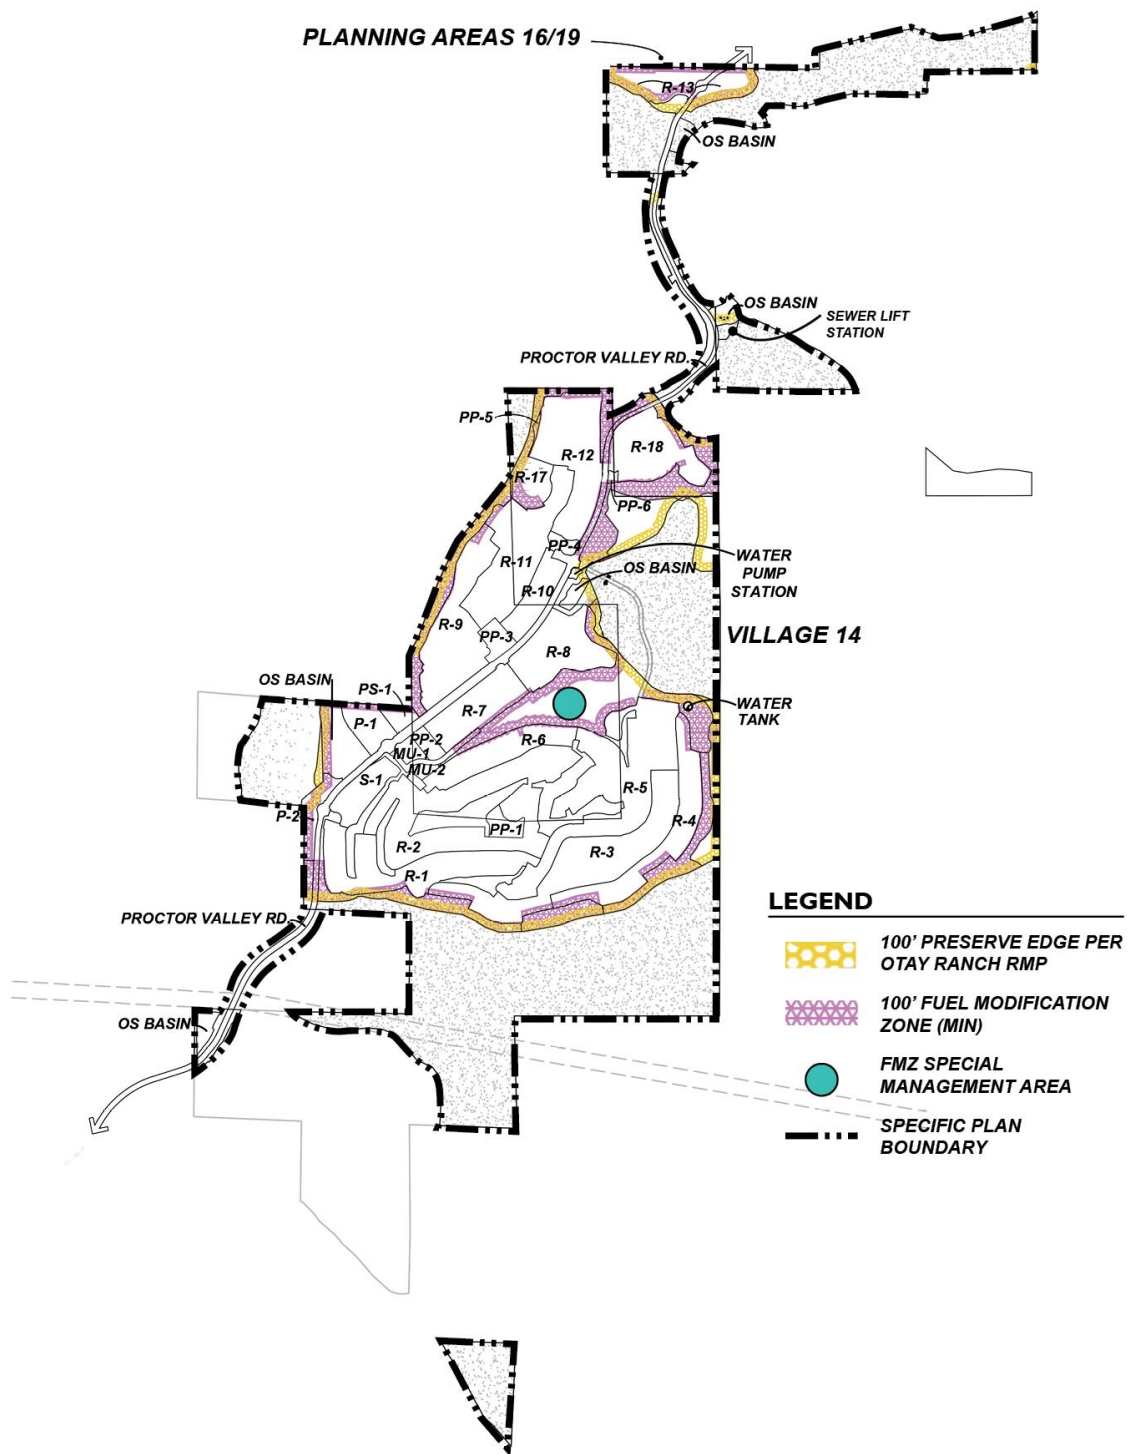 PLANNING AREAS 16/19
R-13
OS BASIN
OS BASIN
SEWER LIFT
STATION
PROCTOR VALLEY RD.
PP-5
R-12
R-18
R-17
PP-6
PP-4
WATER
PUMP
STATION
R-11
OS BASIN
R-10
R-9
PP-3
VILLAGE 14
R-8
OS BASIN
PS-1
WATER
TANK
P-1
R-7
PP-2
R-6
MU-1
MU-2
S-1
R-5
P-2
PP-1
R-4
R-2
R-3
R-1
PROCTOR VALLEY RD.
OS BASIN
LEGEND
100' PRESERVE EDGE PER
OTAY RANCH RMP
100' FUEL MODIFICATION
ZONE (MIN)
FMZ SPECIAL
MANAGEMENT AREA
SPECIFIC PLAN
BOUNDARY